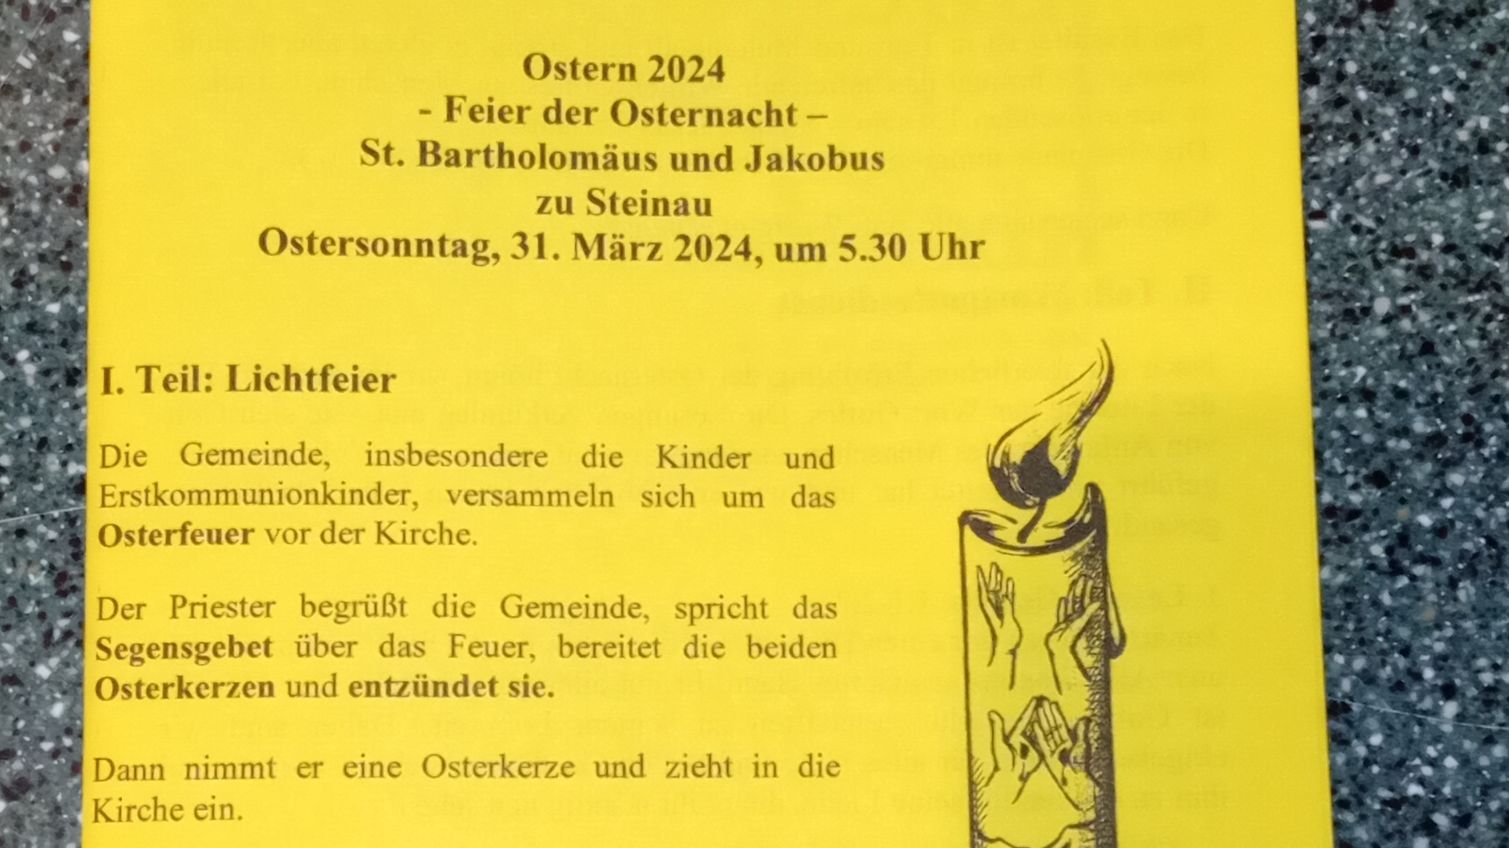 Ostern 2024
- Feier der Osternacht –
St. Bartholomäus und Jakobus
zu Steinau
Ostersonntag, 31. März 2024, um 5.30 Uhr
I. Teil: Lichtfeier
Die Gemeinde, insbesondere die Kinder und
Erstkommunionkinder, versammeln sich um das
Osterfeuer vor der Kirche.
Der Priester begrüßt die Gemeinde, spricht das
Segensgebet über das Feuer, bereitet die beiden
Osterkerzen und entzündet sie.
Dann nimmt er eine Osterkerze und zieht in die
Kirche ein.